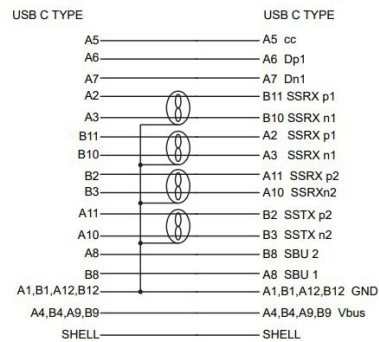 USB C TYPE USB C TYPE
A5 A5 cc
A6 A6 Dp1
A7 A7 Dn1
A2 B11 SSRX p1
A3 B10 SSRX n1
B11 A2 SSRX p1
B10 A3 SSRX n1
B2 A11 SSRX p2
B3 A10 SSRXn2
A11 B2 SSTX p2
A10 B3 SSTX n2
A8 B8 SBU 2
B8 A8 SBU 1
A1,B1,A12,B12 A1,B1,A12,B12 GND
A4,B4,A9,B9 A4,B4,A9,B9 Vbus
SHELL SHELL